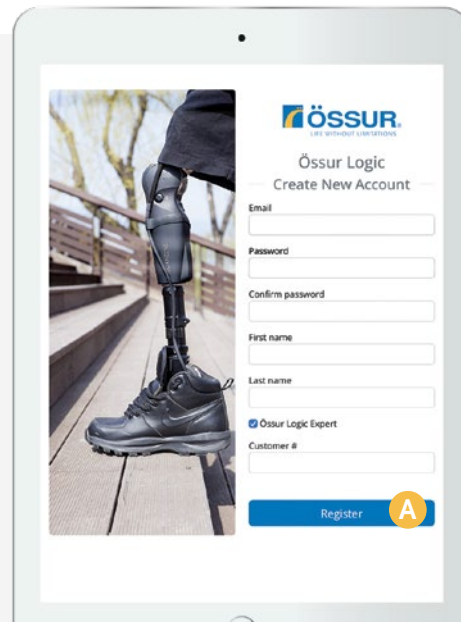 ÖSSUR®
LIFE WITHOUT LIMITATIONS
Össur Logic
Create New Account
Email
Password
Confirm password
First name
Last name
Össur Logic Expert
Customer #
Register
A